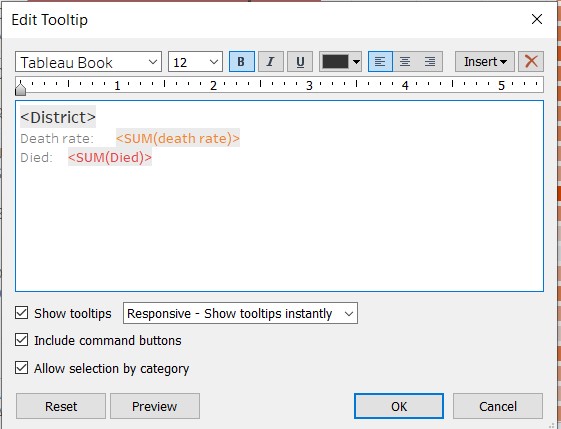 Edit Tooltip
Tableau Book 12 B I U Insert
1 2 3 4 5
<District>
Death rate: <SUM(death rate)>
Died: <SUM(Died)>
Show tooltips Responsive - Show tooltips instantly
Include command buttons
Allow selection by category
Reset Preview OK Cancel